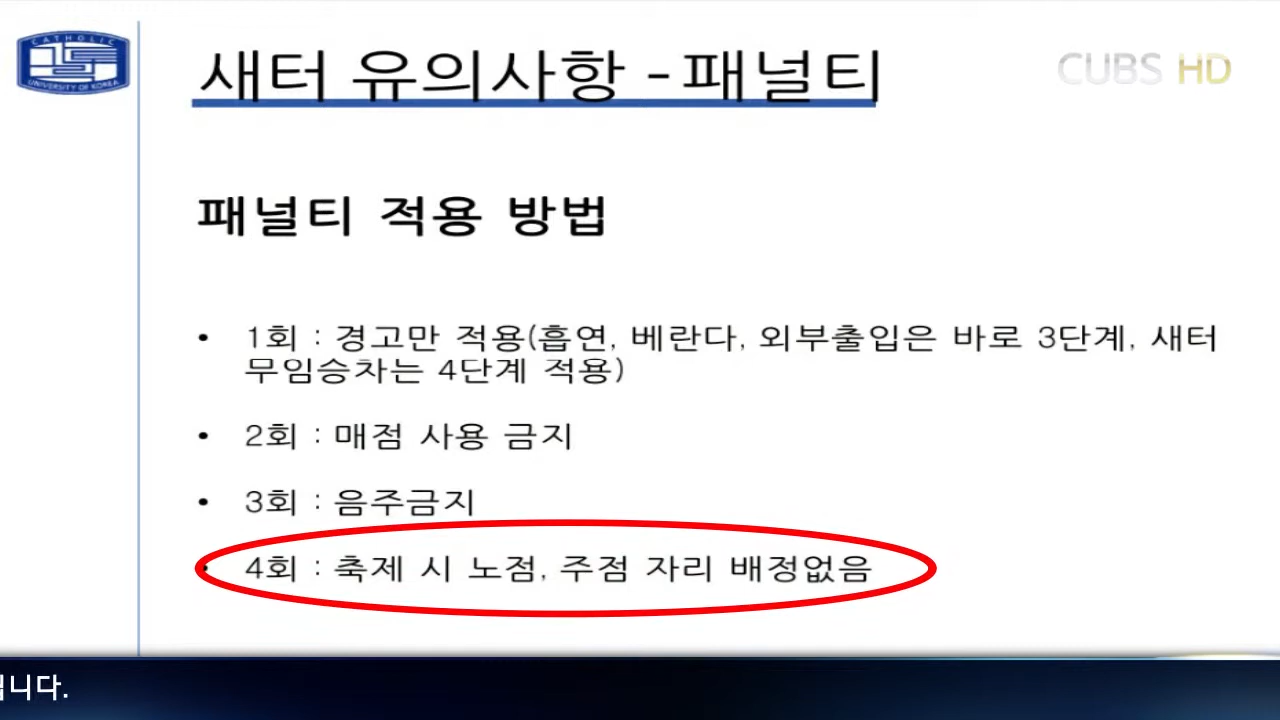 CATHOLIC
UNIVERSITY OF KOREA
새터 유의사항 -패널티
CUBS HD
패널티 적용 방법
• 1회 : 경고만 적용(흡연, 베란다, 외부출입은 바로 3단계, 새터
무임승차는 4단계 적용)
• 2회 : 매점 사용 금지
• 3회 : 음주금지
• 4회 : 축제 시 노점, 주점 자리 배정없음
니다.